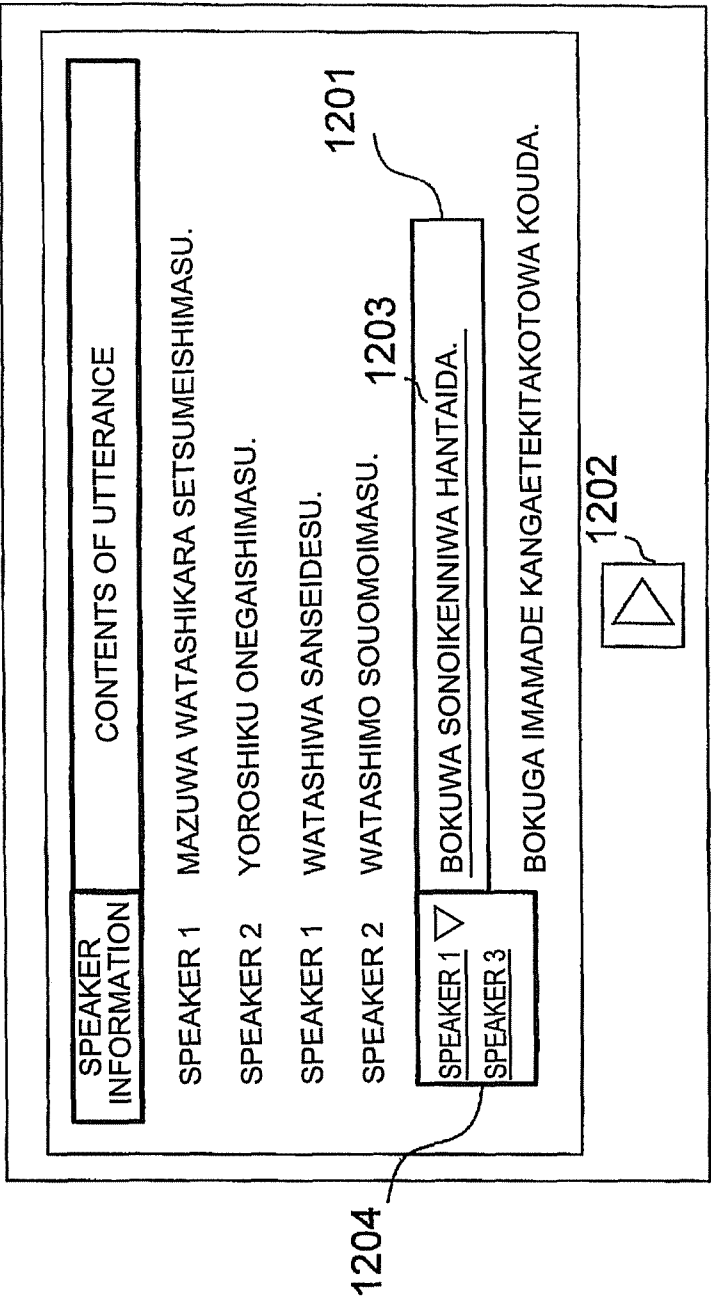 SPEAKER
INFORMATION
CONTENTS OF UTTERANCE
SPEAKER 1 MAZUWA WATASHIKARA SETSUMEISHIMASU.
SPEAKER 2 YOROSHIKU ONEGAISHIMASU.
SPEAKER 1 WATASHIWA SANSEIDESU.
SPEAKER 2 WATASHIMO SOUOMOIMASU.
SPEAKER 1 BOKUWA SONOIKENNIWA HANTAIDA.
SPEAKER 3
BOKUGA IMAMADE KANGAETEKITAKOTOWA KOUDA.
1201
1203
1202
1204